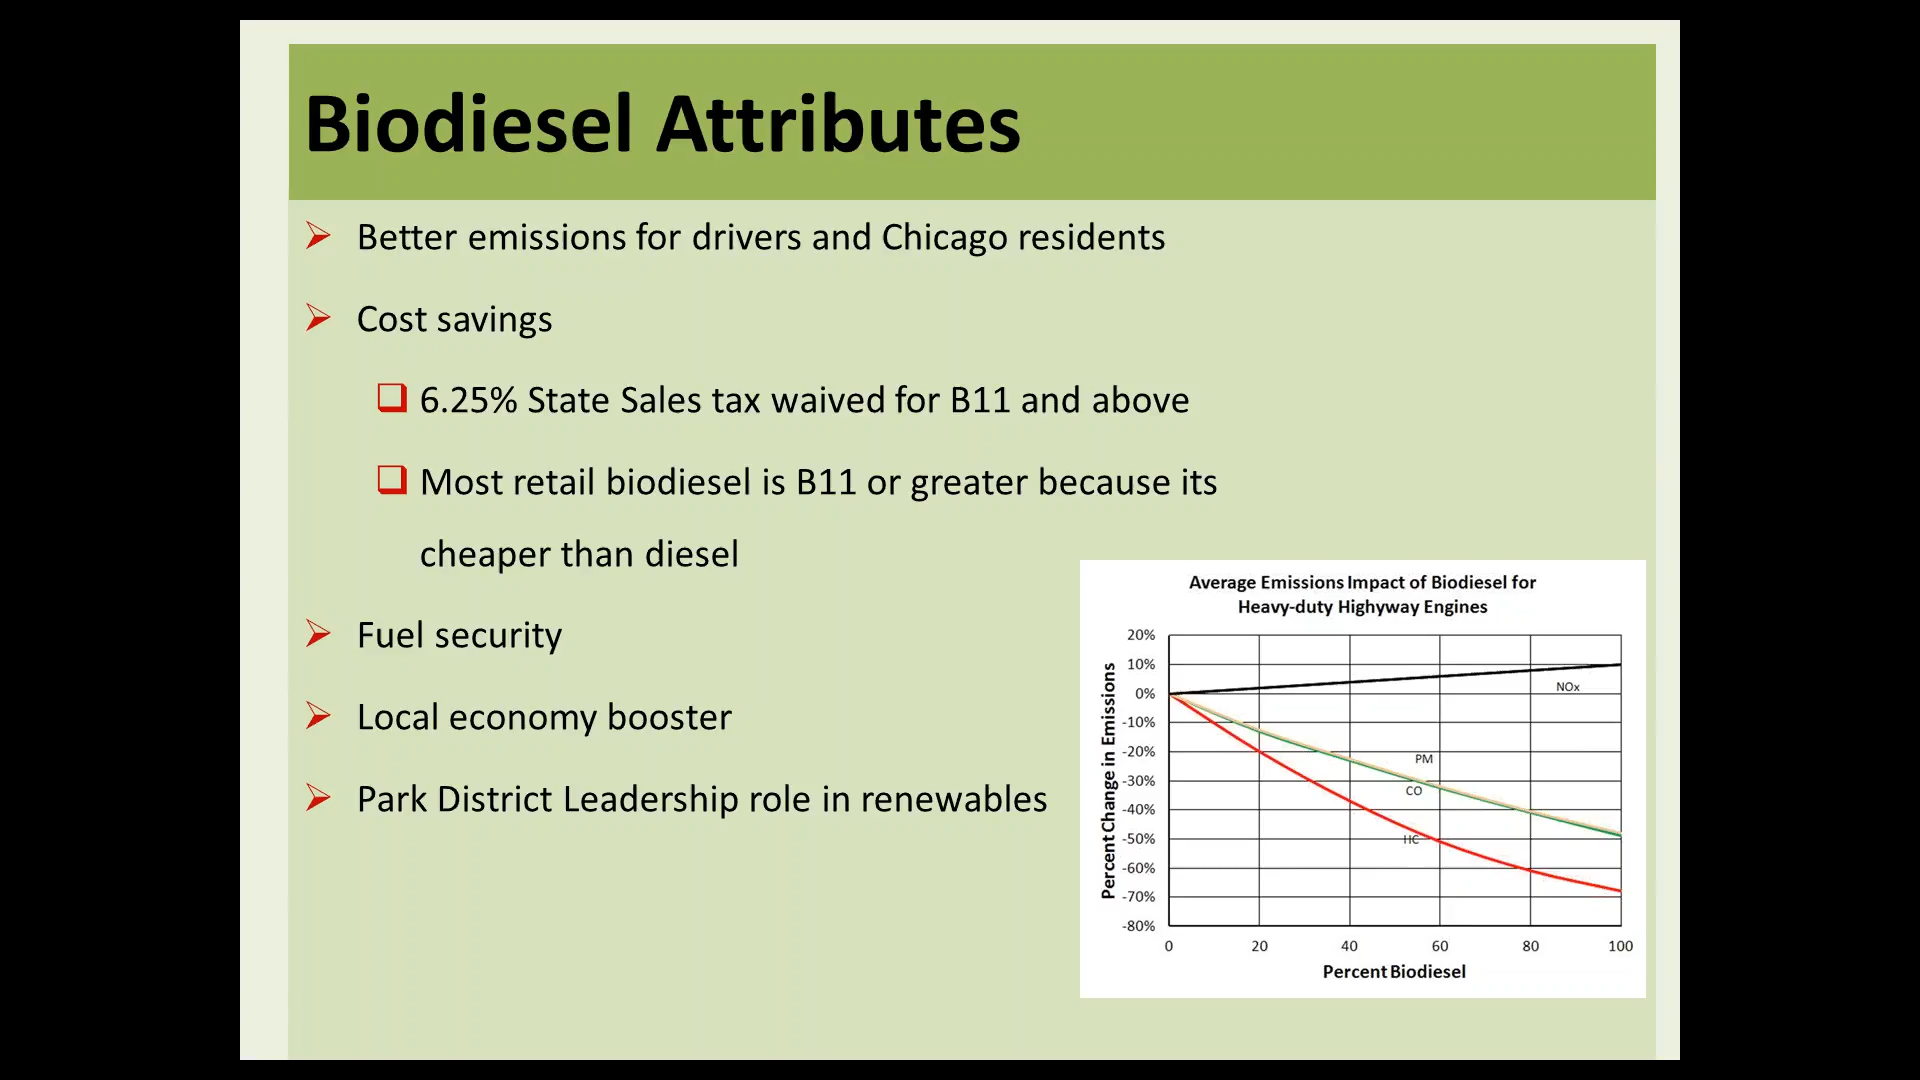 Biodiesel Attributes
Better emissions for drivers and Chicago residents
Cost savings
6.25% State Sales tax waived for B11 and above
Most retail biodiesel is B11 or greater because its
cheaper than diesel
Fuel security
Local economy booster
Park District Leadership role in renewables
Average Emissions Impact of Biodiesel for
Heavy-duty Highyway Engines
Percent Change in Emissions
20%
10%
0%
-10%
-20%
-30%
-40%
-50%
-60%
-70%
-80%
NOx
PM
CO
HC
0 20 40 60 80 100
Percent Biodiesel